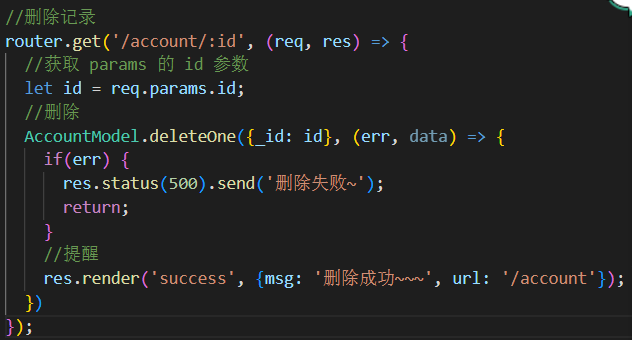 //删除记录
router.get('/account/:id', (req, res) => {
//获取 params 的 id 参数
let id = req.params.id;
//删除
AccountModel.deleteOne({_id: id}, (err, data) => {
if(err) {
res.status(500).send('删除失败~');
return;
}
//提醒
res.render('success', {msg: '删除成功~~~', url: '/account'});
})
});